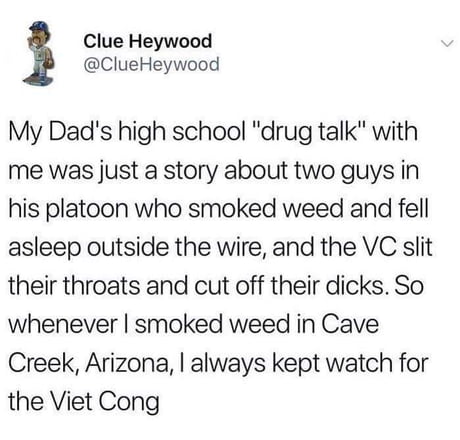 Clue Heywood
@ClueHeywood
My Dad's high school "drug talk" with
me was just a story about two guys in
his platoon who smoked weed and fell
asleep outside the wire, and the VC slit
their throats and cut off their dicks. So
whenever I smoked weed in Cave
Creek, Arizona, I always kept watch for
the Viet Cong